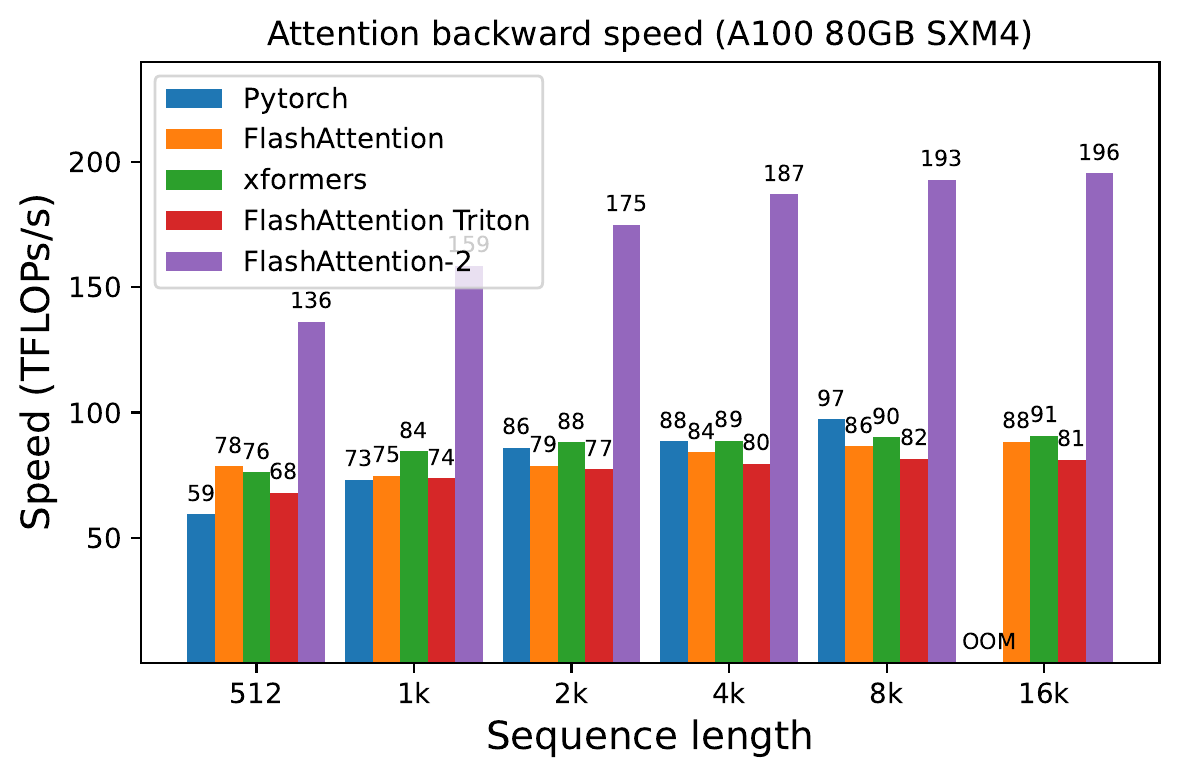 Attention backward speed (A100 80GB SXM4)
Pytorch
FlashAttention
xformers
FlashAttention Triton
FlashAttention-2
Speed (TFLOPs/s)
200
150
100
50
59
78
76
68
136
73
75
84
74
159
86
79
88
77
175
88
84
89
80
187
97
86
90
82
193
OOM
88
91
81
196
512
1k
2k
4k
8k
16k
Sequence length